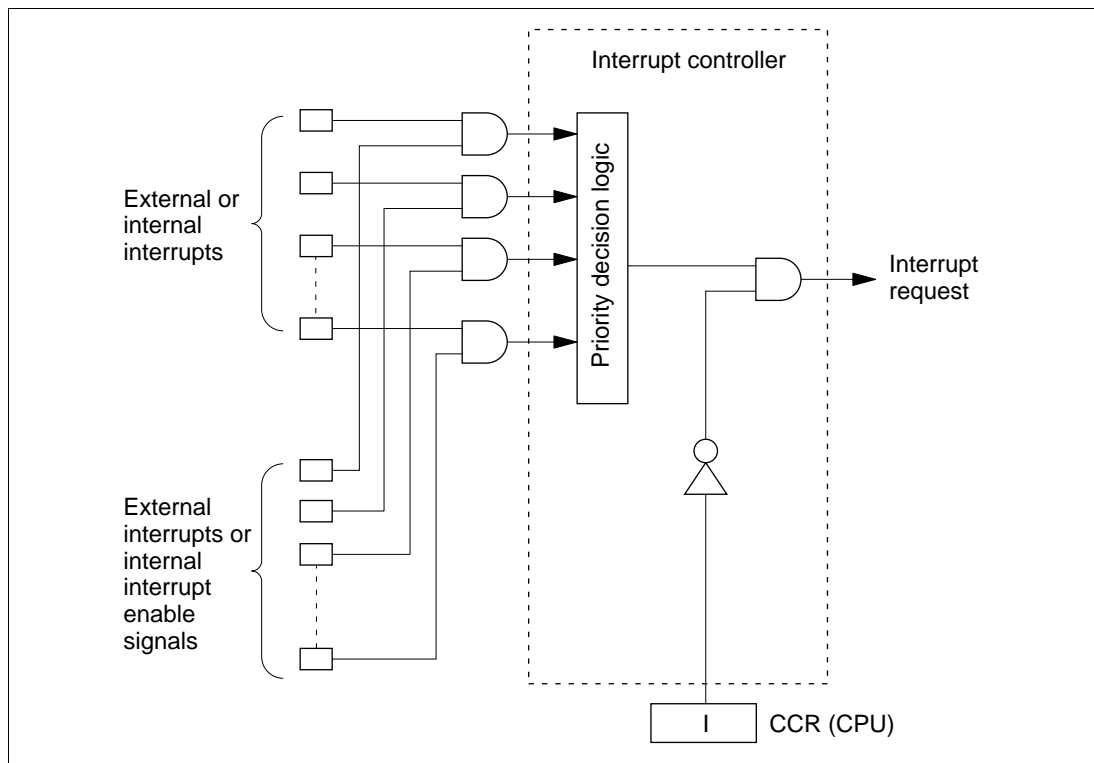 Interrupt controller
External or
internal
interrupts
Priority decision logic
Interrupt
request
External
interrupts or
internal
interrupt
enable
signals
I
CCR (CPU)